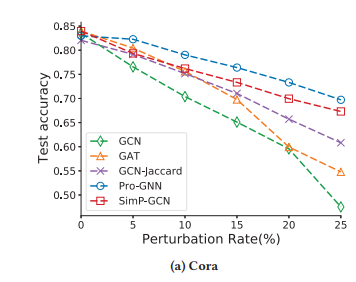 0.85
0.80
0.75
0.70
0.65
0.60
0.55
0.50
Test accuracy
GCN
GAT
GCN-Jaccard
Pro-GNN
SimP-GCN
0 5 10 15 20 25
Perturbation Rate(%)
(a) Cora